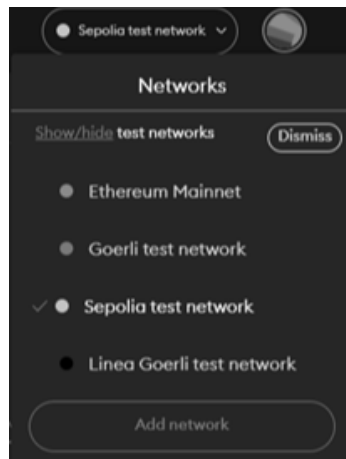 Sepolia test network
Networks
Show/hide test networks Dismiss
Ethereum Mainnet
Goerli test network
Sepolia test network
Linea Goerli test network
Add network